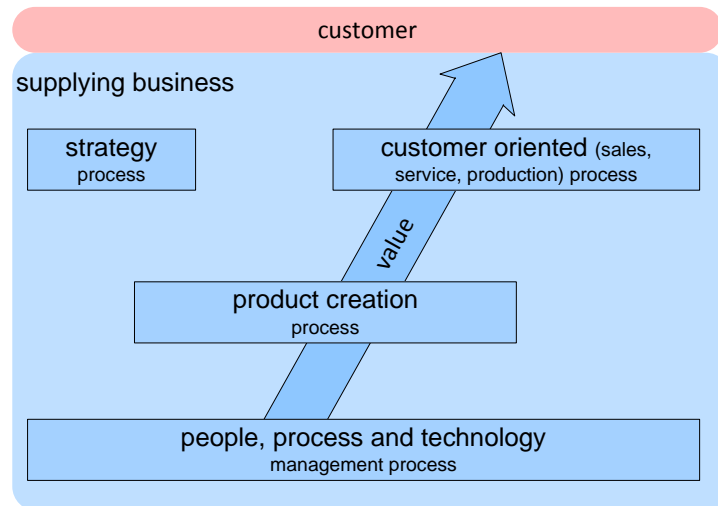 customer
supplying business
strategy
process
customer oriented (sales,
service, production) process
value
product creation
process
people, process and technology
management process